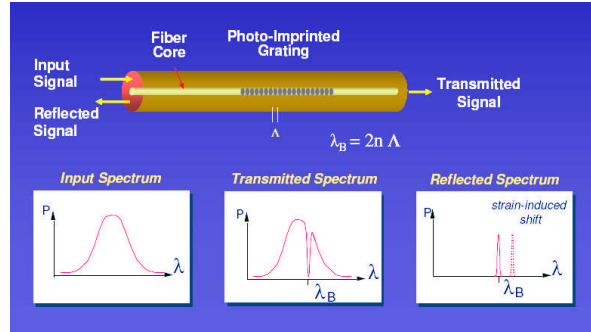 Fiber
Core
Photo-Imprinted
Grating
Input
Signal
Reflected
Signal
Transmitted
Signal
Λ
λB = 2n Λ
Input Spectrum
Transmitted Spectrum
Reflected Spectrum
P
λ
P
λ
λB
strain-induced
shift
P
λ
λB